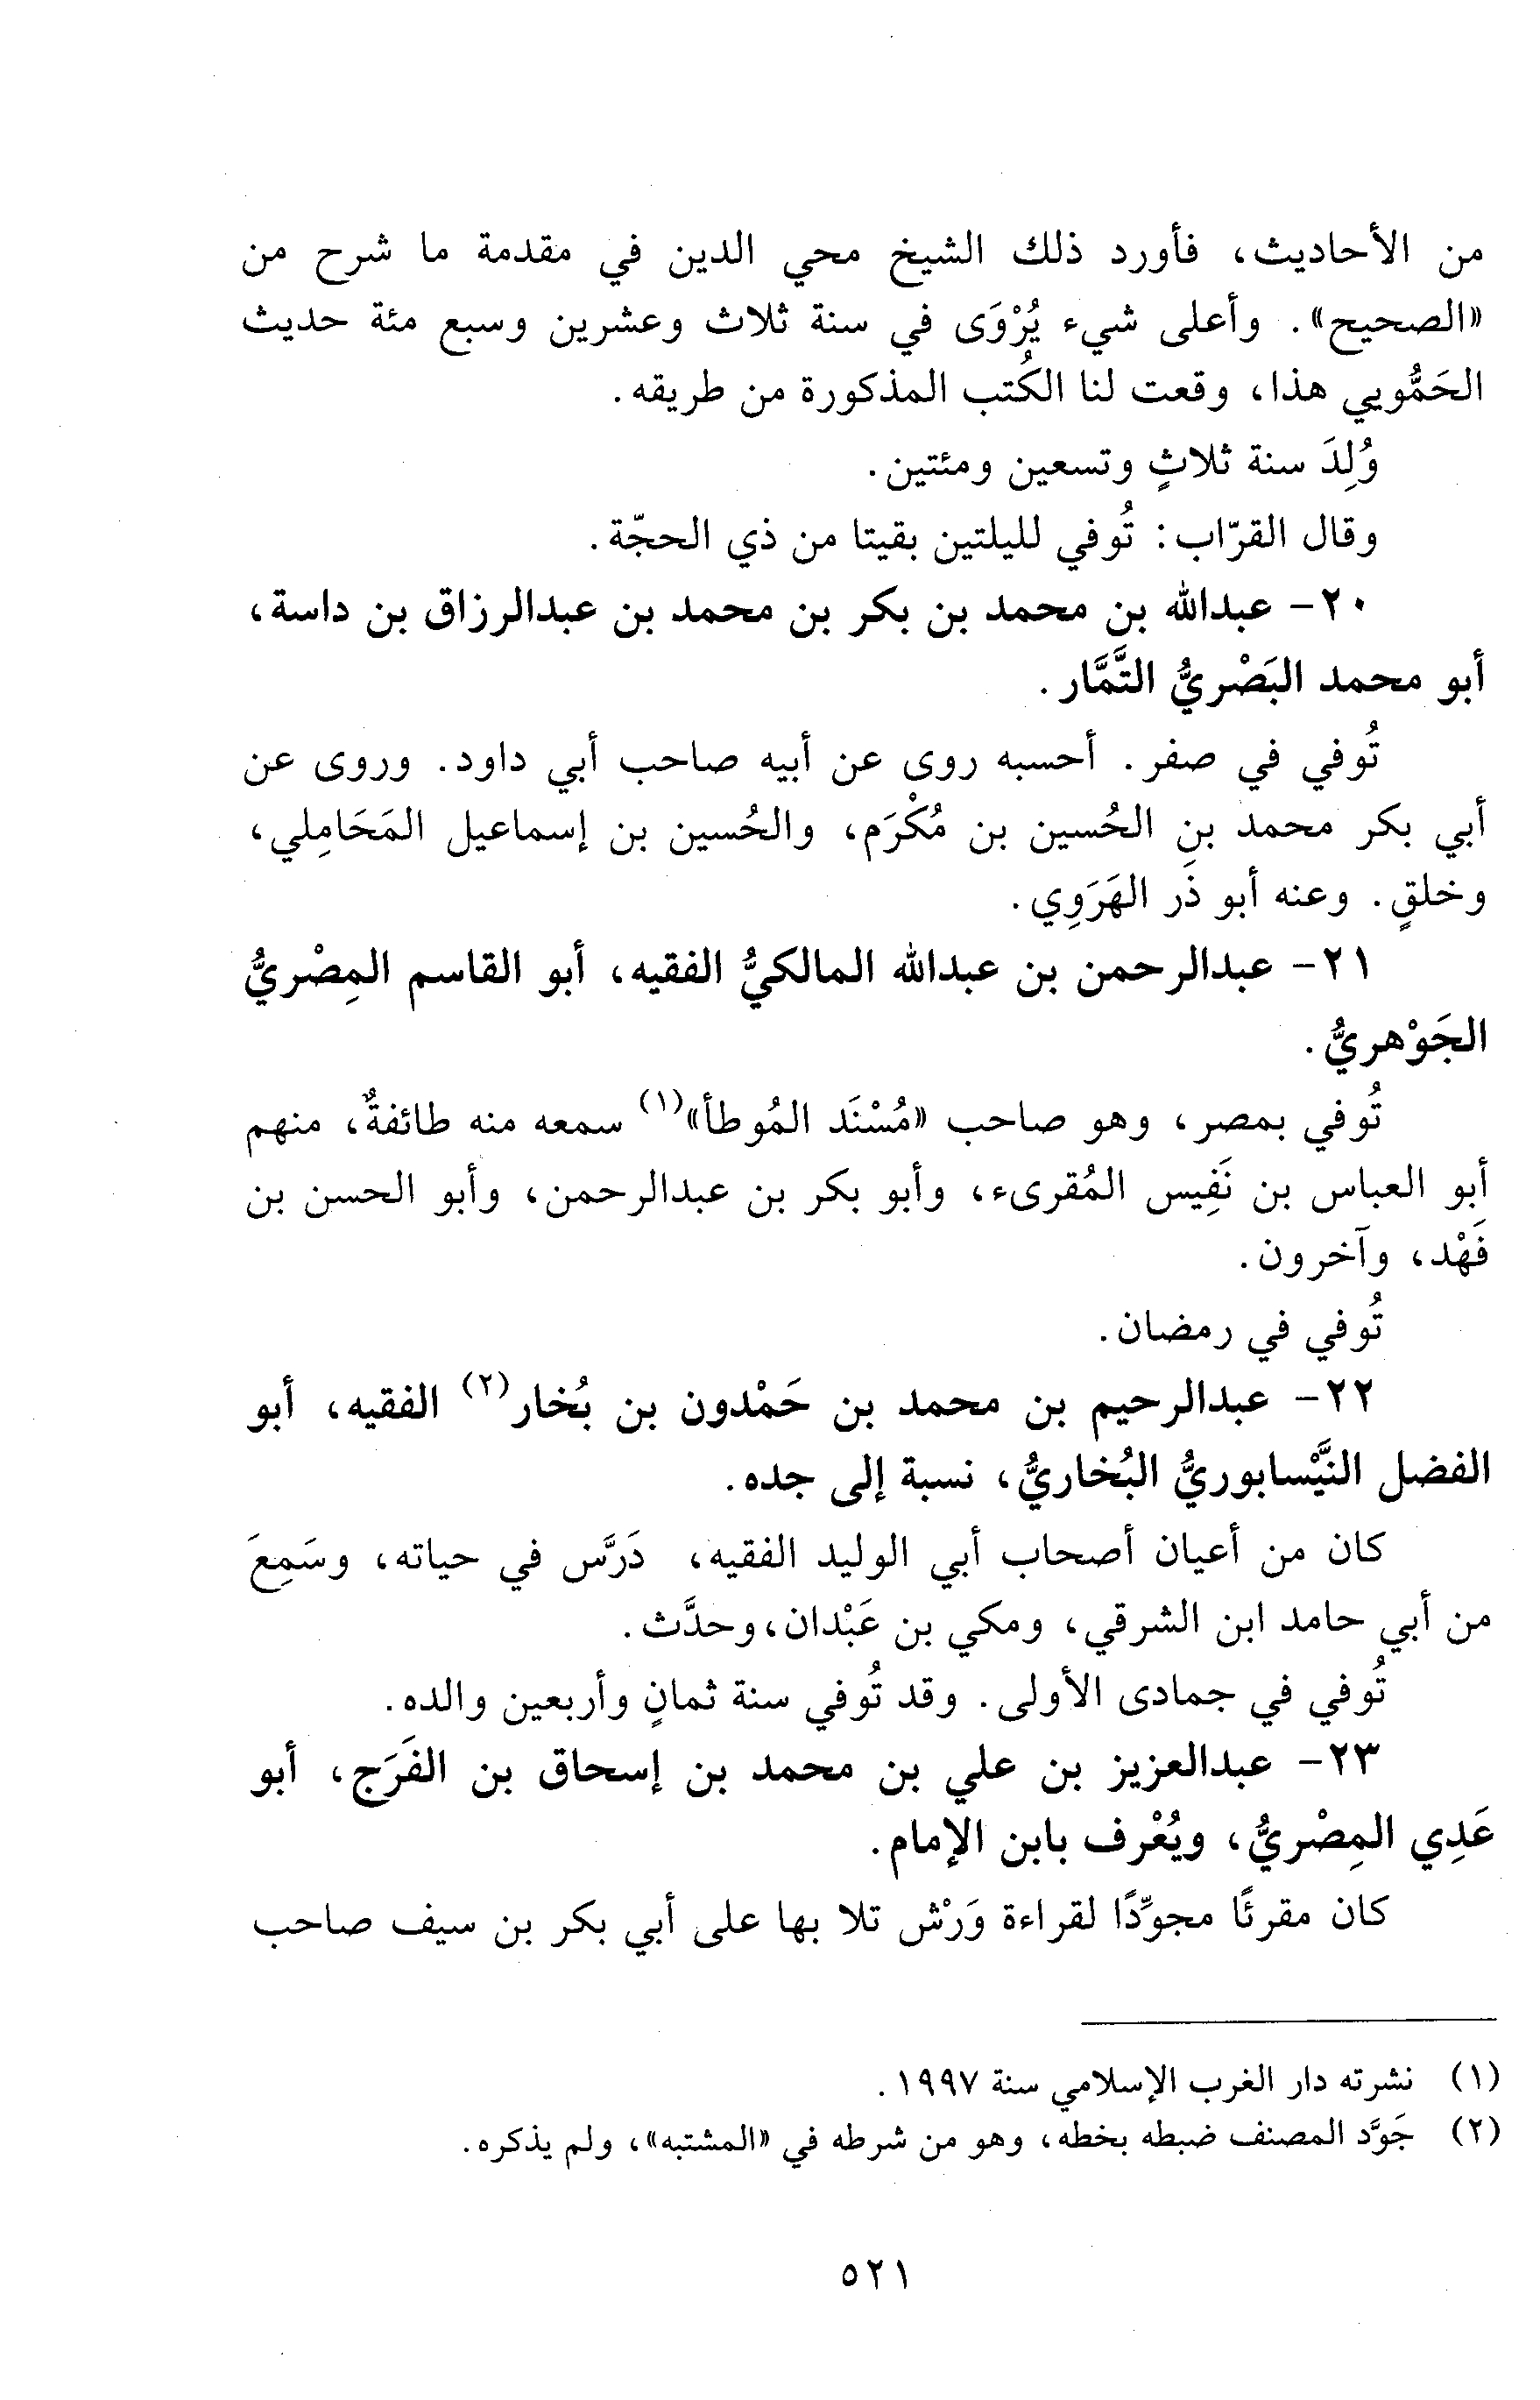 من الأحاديث، فأورد ذلك الشيخ محي الدين في مقدمة ما شرح من
«الصحيح». وأعلى شيء يُرْوَى في سنة ثلاث وعشرين وسبع مئة حديث
الحَمُّويي هذا، وقعت لنا الكُتب المذكورة من طريقه.
وُلِدَ سنة ثلاثٍ وتسعين ومئتين.
وقال القرّاب: تُوفي لليلتين بقيتا من ذي الحجّة.
٢٠- عبدالله بن محمد بن بكر بن محمد بن عبدالرزاق بن داسة،
أبو محمد البَصْريُّ التَّمَّار.
تُوفي في صفر. أحسبه روى عن أبيه صاحب أبي داود. وروى عن
أبي بكر محمد بن الحُسين بن مُكْرَم، والحُسين بن إسماعيل المَحَامِلي،
وخلقٍ. وعنه أبو ذَر الهَرَوِي.
٢١- عبدالرحمن بن عبدالله المالكيُّ الفقيه، أبو القاسم المِصْريُّ
الجَوْهريُّ.
تُوفي بمصر، وهو صاحب «مُسْنَد المُوطأ»(١) سمعه منه طائفةٌ، منهم
أبو العباس بن نَفِيس المُقرىء، وأبو بكر بن عبدالرحمن، وأبو الحسن بن
فَهْد، وآخرون.
تُوفي في رمضان.
٢٢- عبدالرحيم بن محمد بن حَمْدون بن بُخار(٢) الفقيه، أبو
الفضل النَّيْسابوريُّ البُخاريُّ، نسبة إلى جده.
كان من أعيان أصحاب أبي الوليد الفقيه، دَرَّس في حياته، وسَمِعَ
من أبي حامد ابن الشرقي، ومكي بن عَبْدان، وحدَّث.
تُوفي في جمادى الأولى. وقد تُوفي سنة ثمانٍ وأربعين والده.
٢٣- عبدالعزيز بن علي بن محمد بن إسحاق بن الفَرَج، أبو
عَدِي المِصْريُّ، ويُعْرف بابن الإمام.
كان مقرئًا مجوِّدًا لقراءة وَرْش تلا بها على أبي بكر بن سيف صاحب
(١) نشرته دار الغرب الإسلامي سنة ١٩٩٧.
(٢) جَوَّد المصنف ضبطه بخطه، وهو من شرطه في «المشتبه»، ولم يذكره.
٥٢١